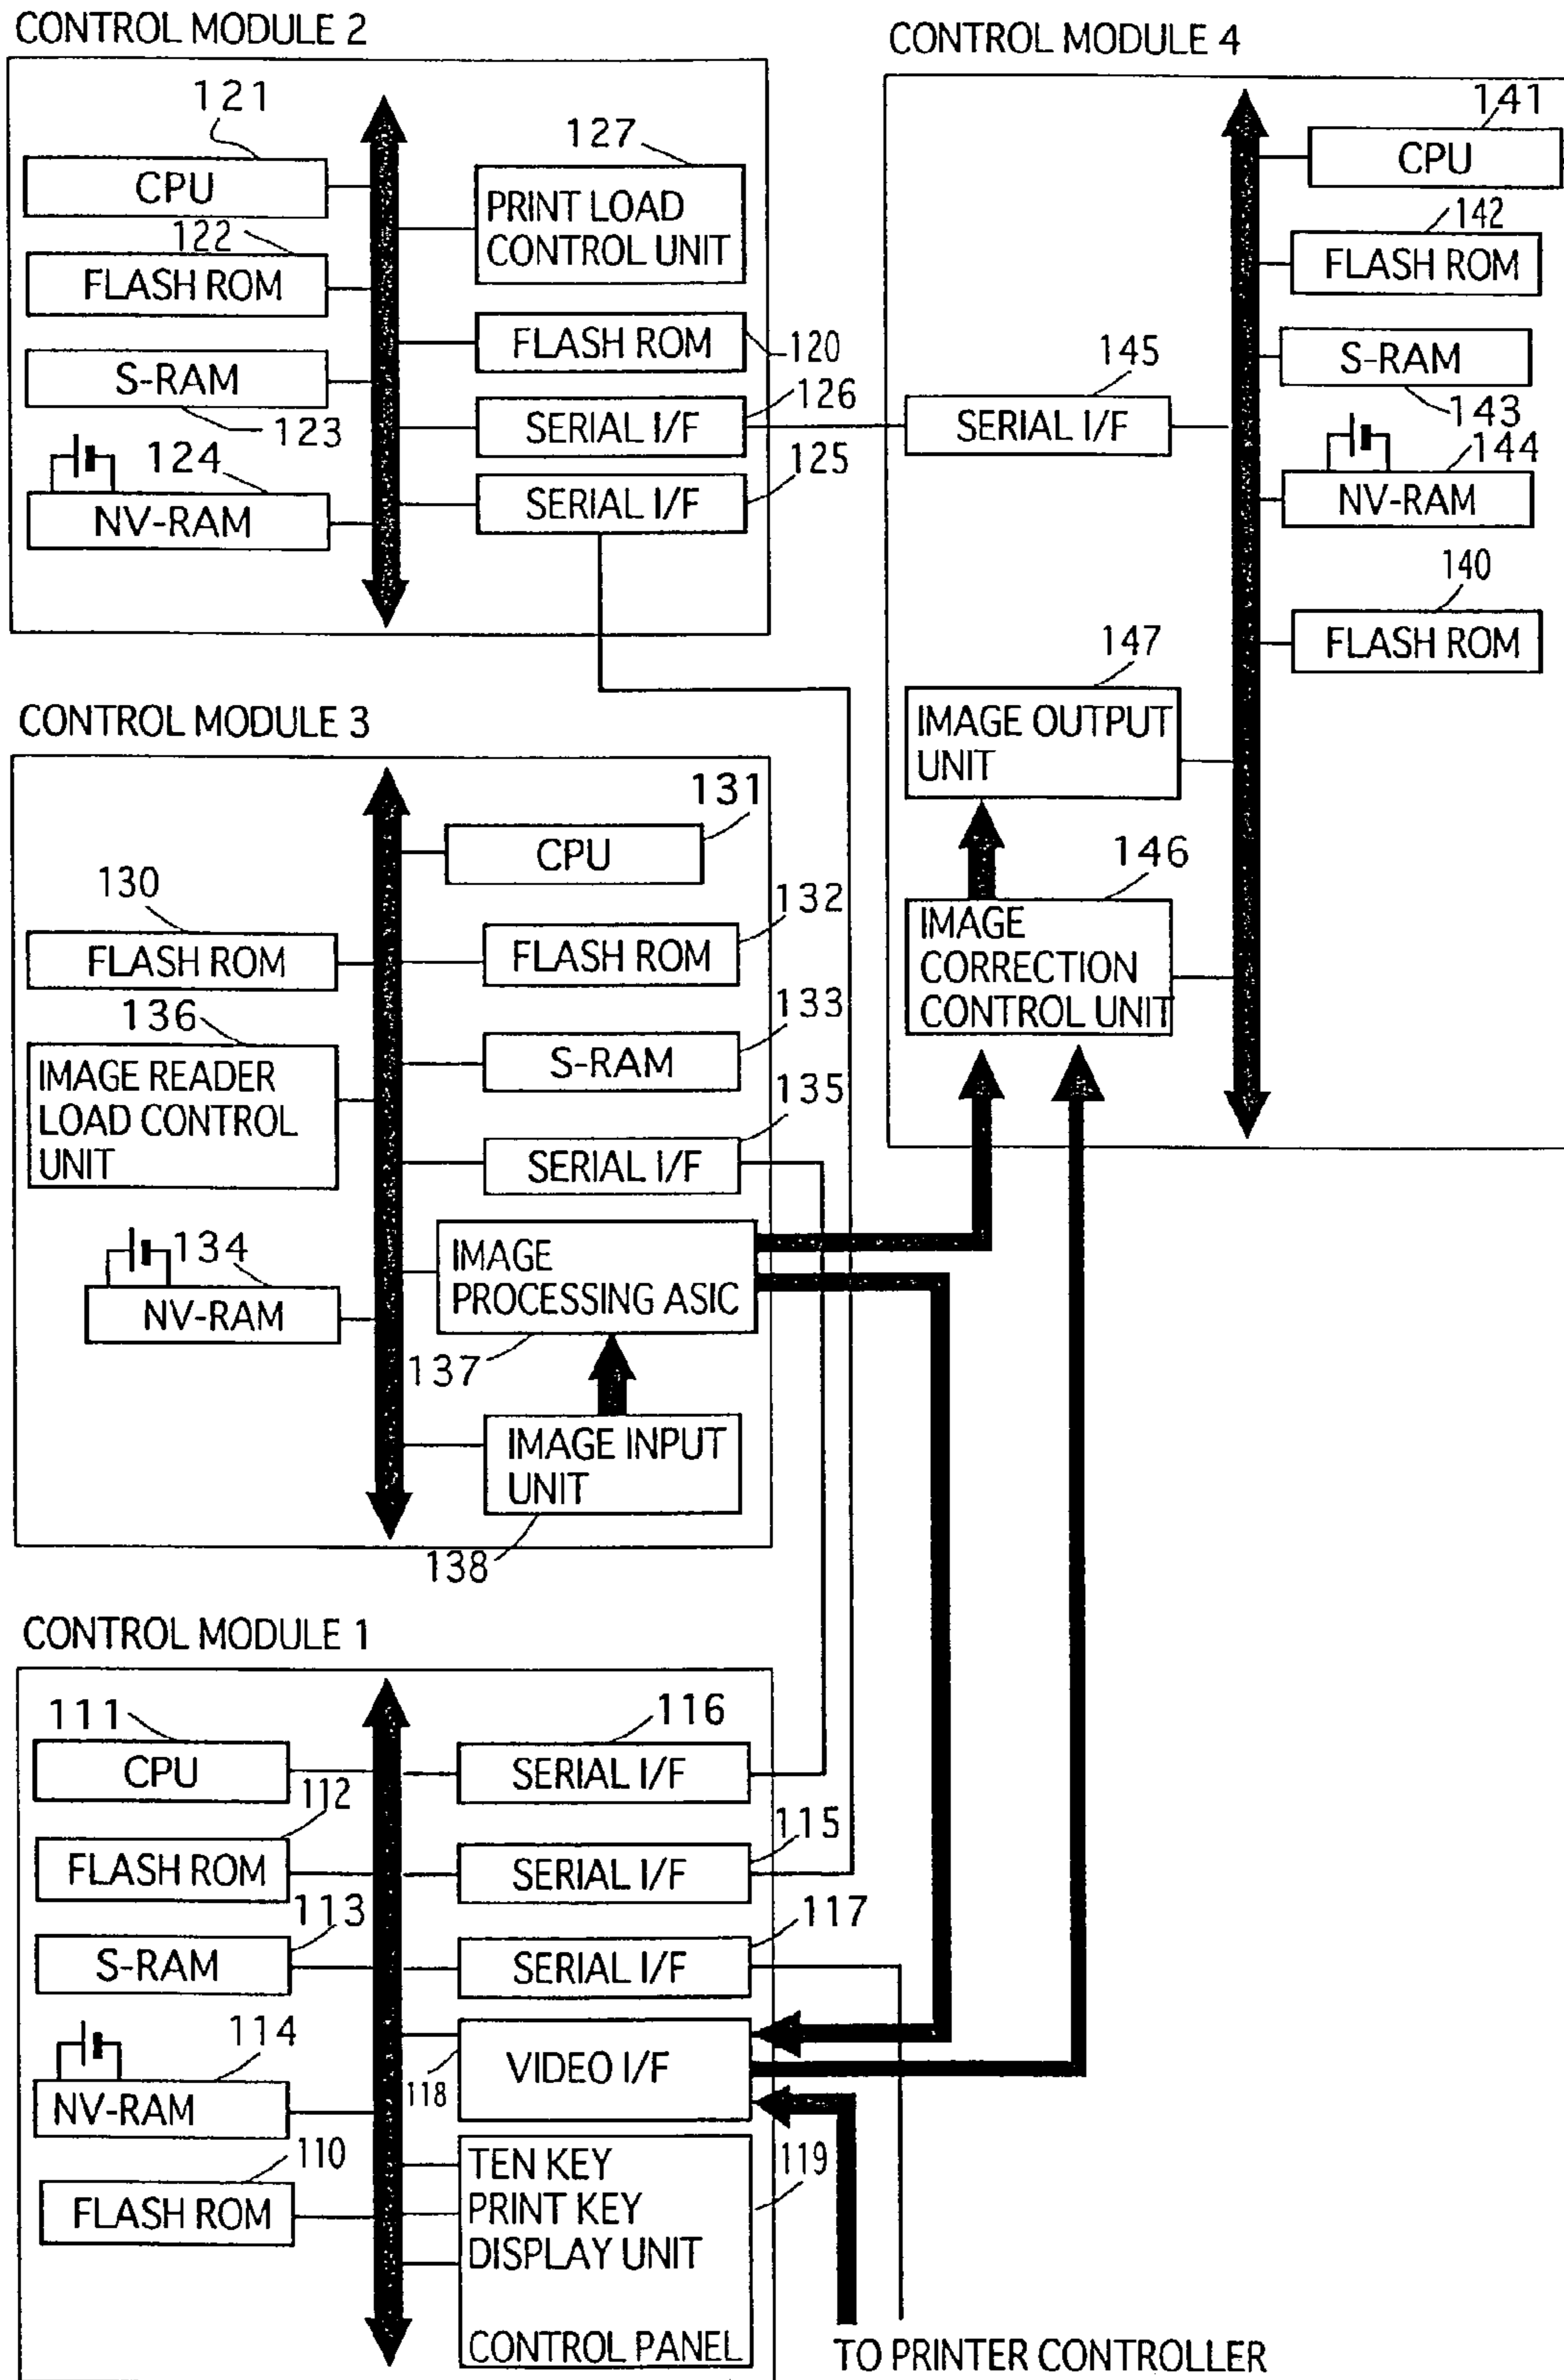 CONTROL MODULE 2
121
CPU
122
FLASH ROM
S-RAM
123
124
NV-RAM
127
PRINT LOAD
CONTROL UNIT
FLASH ROM
120
126
SERIAL I/F
125
SERIAL I/F
CONTROL MODULE 4
141
CPU
142
FLASH ROM
S-RAM
143
144
NV-RAM
140
FLASH ROM
145
SERIAL I/F
147
IMAGE OUTPUT
UNIT
146
IMAGE
CORRECTION
CONTROL UNIT
CONTROL MODULE 3
131
CPU
130
FLASH ROM
132
FLASH ROM
136
IMAGE READER
LOAD CONTROL
UNIT
133
S-RAM
135
SERIAL I/F
134
NV-RAM
IMAGE
PROCESSING ASIC
137
IMAGE INPUT
UNIT
138
CONTROL MODULE 1
111
CPU
112
FLASH ROM
113
S-RAM
114
NV-RAM
110
FLASH ROM
116
SERIAL I/F
115
SERIAL I/F
117
SERIAL I/F
118
VIDEO I/F
TEN KEY
PRINT KEY
DISPLAY UNIT
119
CONTROL PANEL
TO PRINTER CONTROLLER